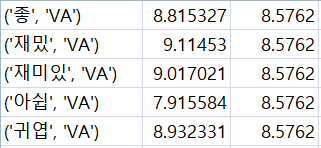 ('좋', 'VA') 8.815327 8.5762
('재밌', 'VA') 9.11453 8.5762
('재미있', 'VA') 9.017021 8.5762
('아쉽', 'VA') 7.915584 8.5762
('귀엽', 'VA') 8.932331 8.5762